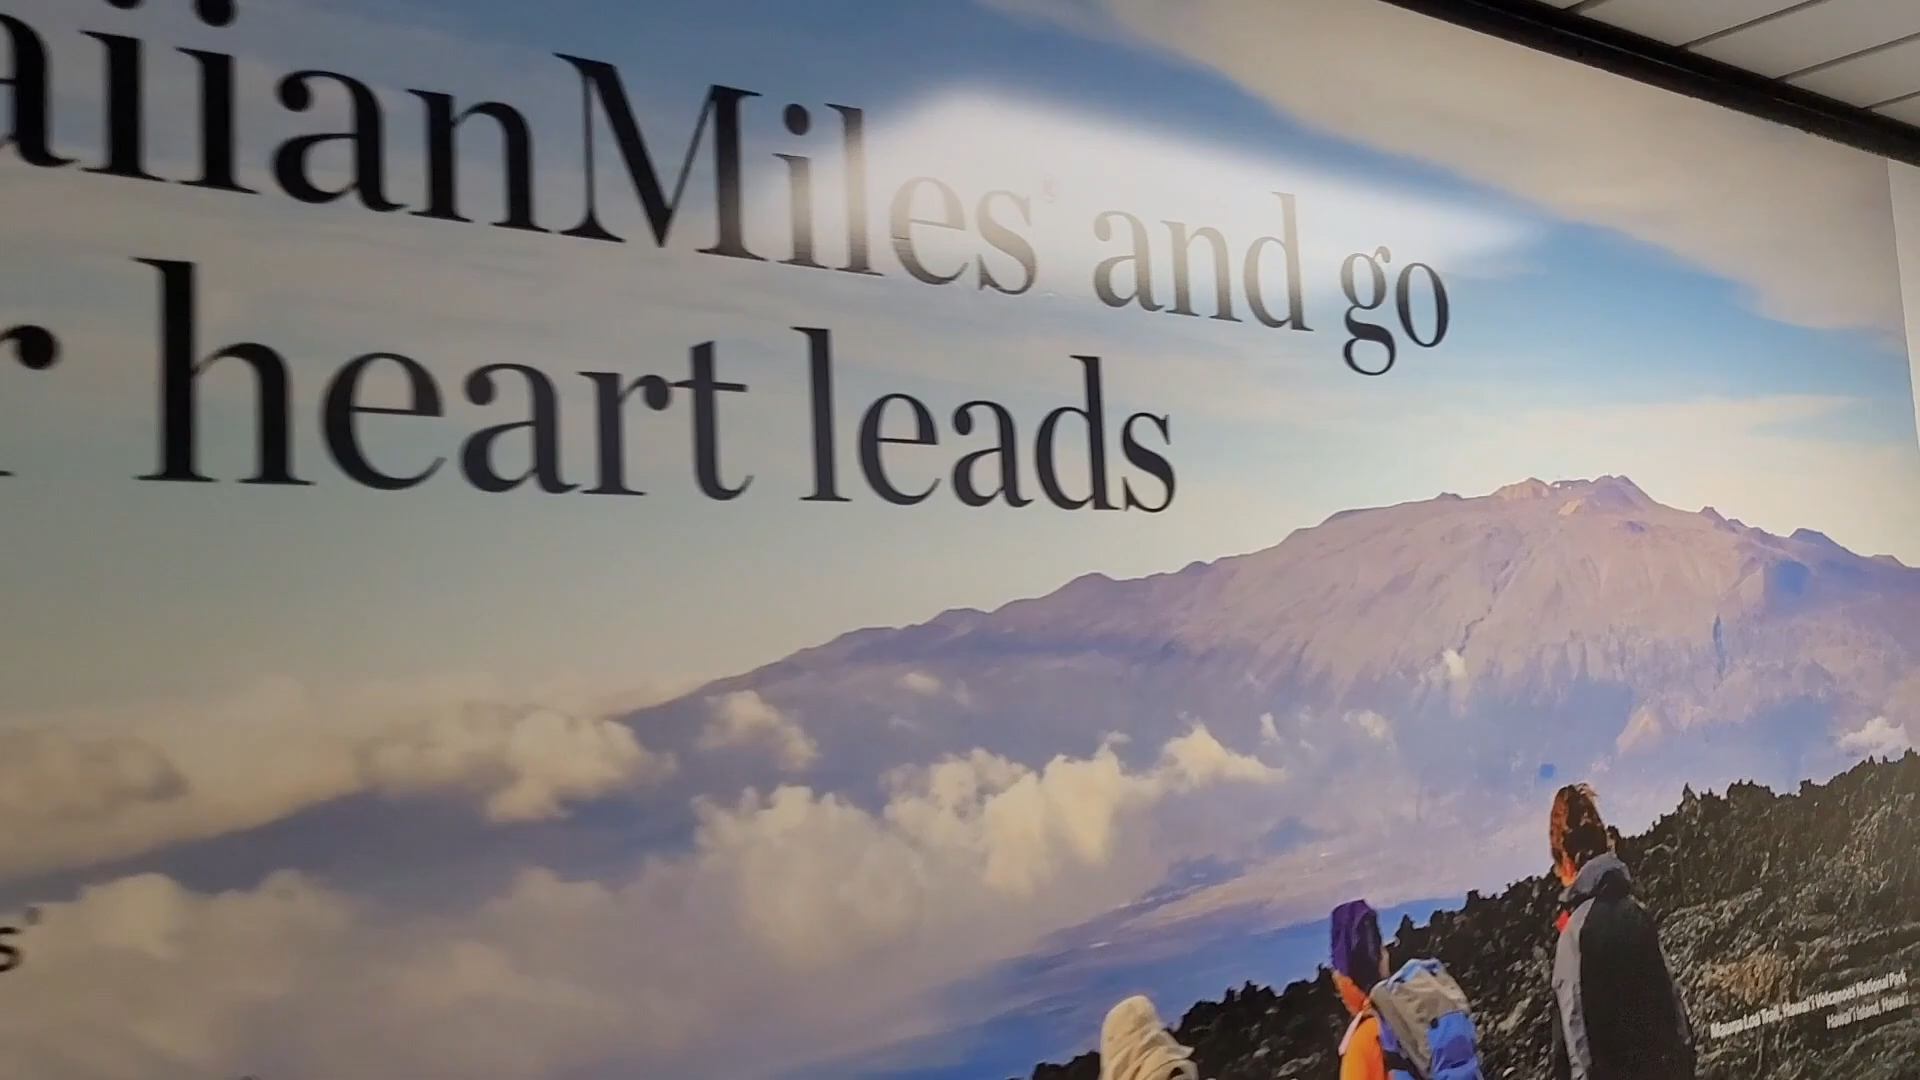 aiianMiles® and go
r heart leads
s®
Mauna Loa Trail, Hawai'i Volcanoes National Park
Hawai'i Island, Hawai'i